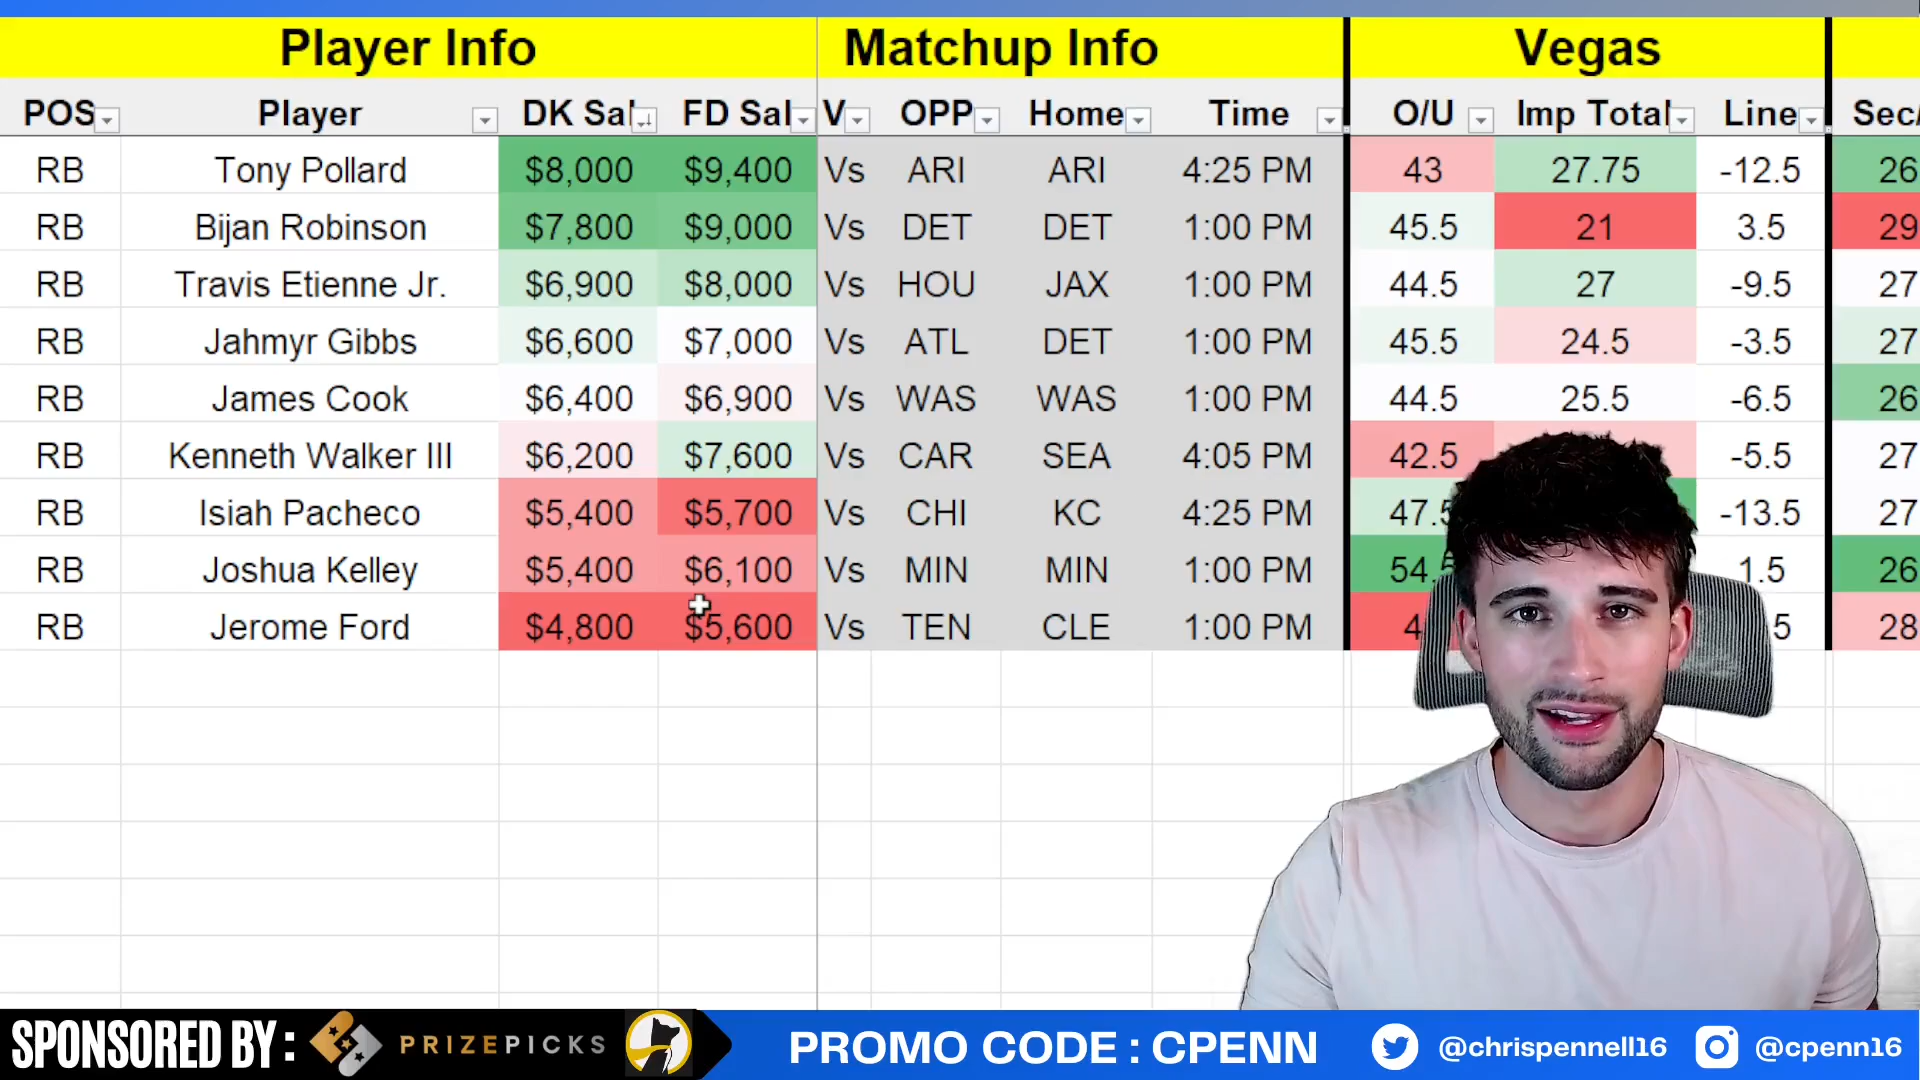 Player Info Matchup Info Vegas
POS Player DK Sal FD Sal V OPP Home Time O/U Imp Total Line Sec/
RB Tony Pollard $8,000 $9,400 Vs ARI ARI 4:25 PM 43 27.75 -12.5 26
RB Bijan Robinson $7,800 $9,000 Vs DET DET 1:00 PM 45.5 21 3.5 29
RB Travis Etienne Jr. $6,900 $8,000 Vs HOU JAX 1:00 PM 44.5 27 -9.5 27
RB Jahmyr Gibbs $6,600 $7,000 Vs ATL DET 1:00 PM 45.5 24.5 -3.5 27
RB James Cook $6,400 $6,900 Vs WAS WAS 1:00 PM 44.5 25.5 -6.5 26
RB Kenneth Walker III $6,200 $7,600 Vs CAR SEA 4:05 PM 42.5 -5.5 27
RB Isiah Pacheco $5,400 $5,700 Vs CHI KC 4:25 PM 47.5 -13.5 27
RB Joshua Kelley $5,400 $6,100 Vs MIN MIN 1:00 PM 54.5 1.5 26
RB Jerome Ford $4,800 $5,600 Vs TEN CLE 1:00 PM 28
SPONSORED BY : PRIZEPICKS PROMO CODE : CPENN @chrispennell16 @cpenn16